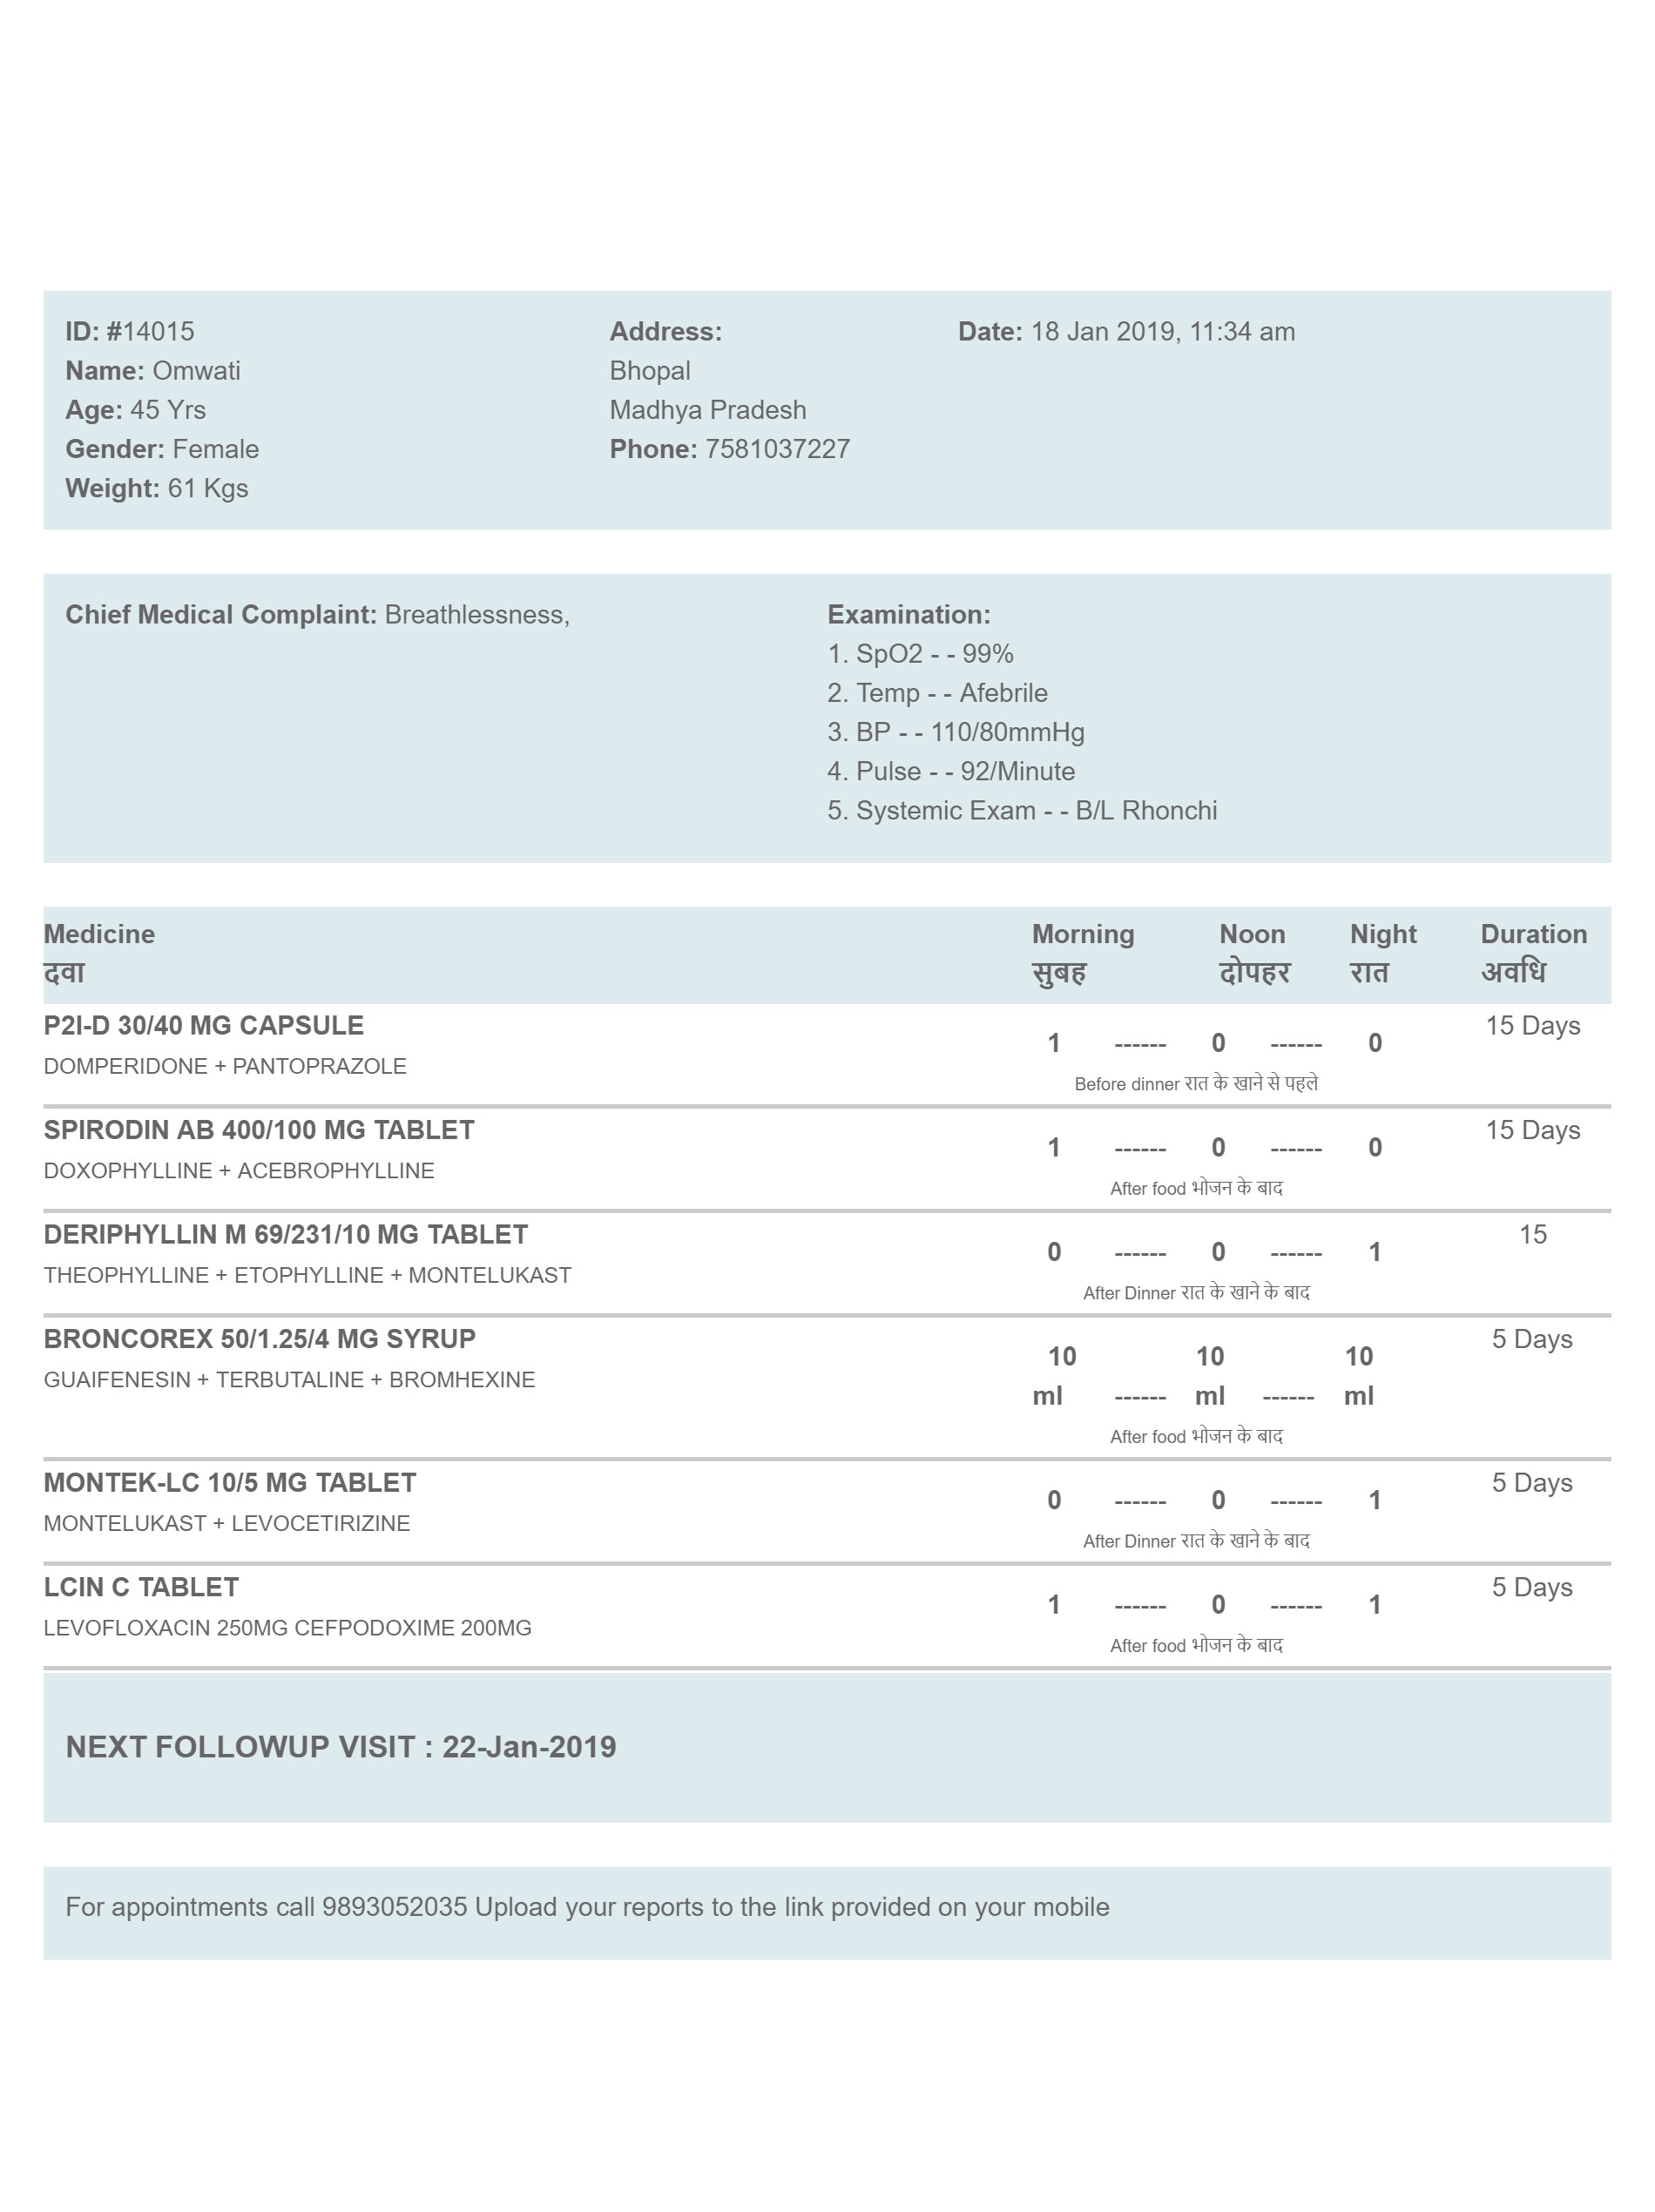 ID: #14015
Name: Omwati
Age: 45 Yrs
Gender: Female
Weight: 61 Kgs
Address:
Bhopal
Madhya Pradesh
Phone: 7581037227
Date: 18 Jan 2019, 11:34 am
Chief Medical Complaint: Breathlessness,
Examination:
1. SpO2 - - 99%
2. Temp - - Afebrile
3. BP - - 110/80mmHg
4. Pulse - - 92/Minute
5. Systemic Exam - - B/L Rhonchi
Medicine Morning Noon Night Duration
दवा सुबह दोपहर रात अवधि
P2I-D 30/40 MG CAPSULE 15 Days
1 ------ 0 ------ 0
DOMPERIDONE + PANTOPRAZOLE
Before dinner रात के खाने से पहले
SPIRODIN AB 400/100 MG TABLET 15 Days
1 ------ 0 ------ 0
DOXOPHYLLINE + ACEBROPHYLLINE
After food भोजन के बाद
DERIPHYLLIN M 69/231/10 MG TABLET 15
0 ------ 0 ------ 1
THEOPHYLLINE + ETOPHYLLINE + MONTELUKAST
After Dinner रात के खाने के बाद
BRONCOREX 50/1.25/4 MG SYRUP 5 Days
10 10 10
GUAIFENESIN + TERBUTALINE + BROMHEXINE
ml ------ ml ------ ml
After food भोजन के बाद
MONTEK-LC 10/5 MG TABLET 5 Days
0 ------ 0 ------ 1
MONTELUKAST + LEVOCETIRIZINE
After Dinner रात के खाने के बाद
LCIN C TABLET 5 Days
1 ------ 0 ------ 1
LEVOFLOXACIN 250MG CEFPODOXIME 200MG
After food भोजन के बाद
NEXT FOLLOWUP VISIT : 22-Jan-2019
For appointments call 9893052035 Upload your reports to the link provided on your mobile